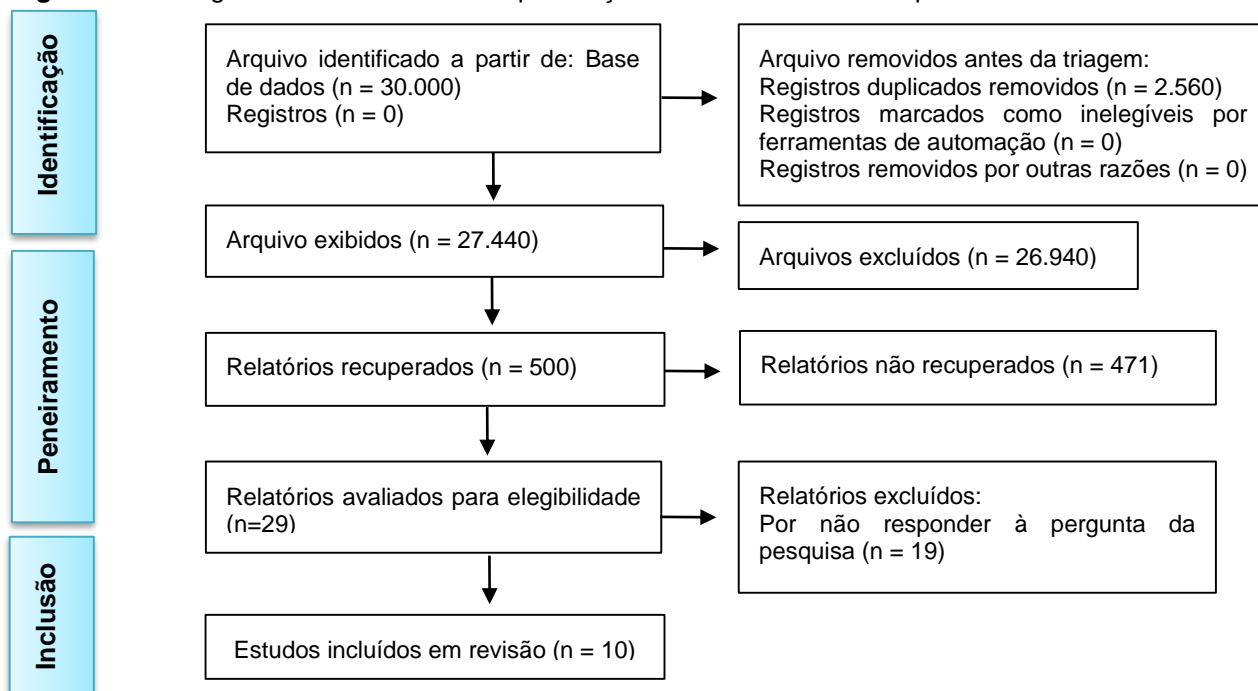 Identificação
Arquivo identificado a partir de: Base
de dados (n = 30.000)
Registros (n = 0)
Arquivo removidos antes da triagem:
Registros duplicados removidos (n = 2.560)
Registros marcados como inelegíveis por
ferramentas de automação (n = 0)
Registros removidos por outras razões (n = 0)
Arquivo exibidos (n = 27.440)
Arquivos excluídos (n = 26.940)
Peneiramento
Relatórios recuperados (n = 500)
Relatórios não recuperados (n = 471)
Relatórios avaliados para elegibilidade
(n=29)
Relatórios excluídos:
Por não responder à pergunta da
pesquisa (n = 19)
Inclusão
Estudos incluídos em revisão (n = 10)